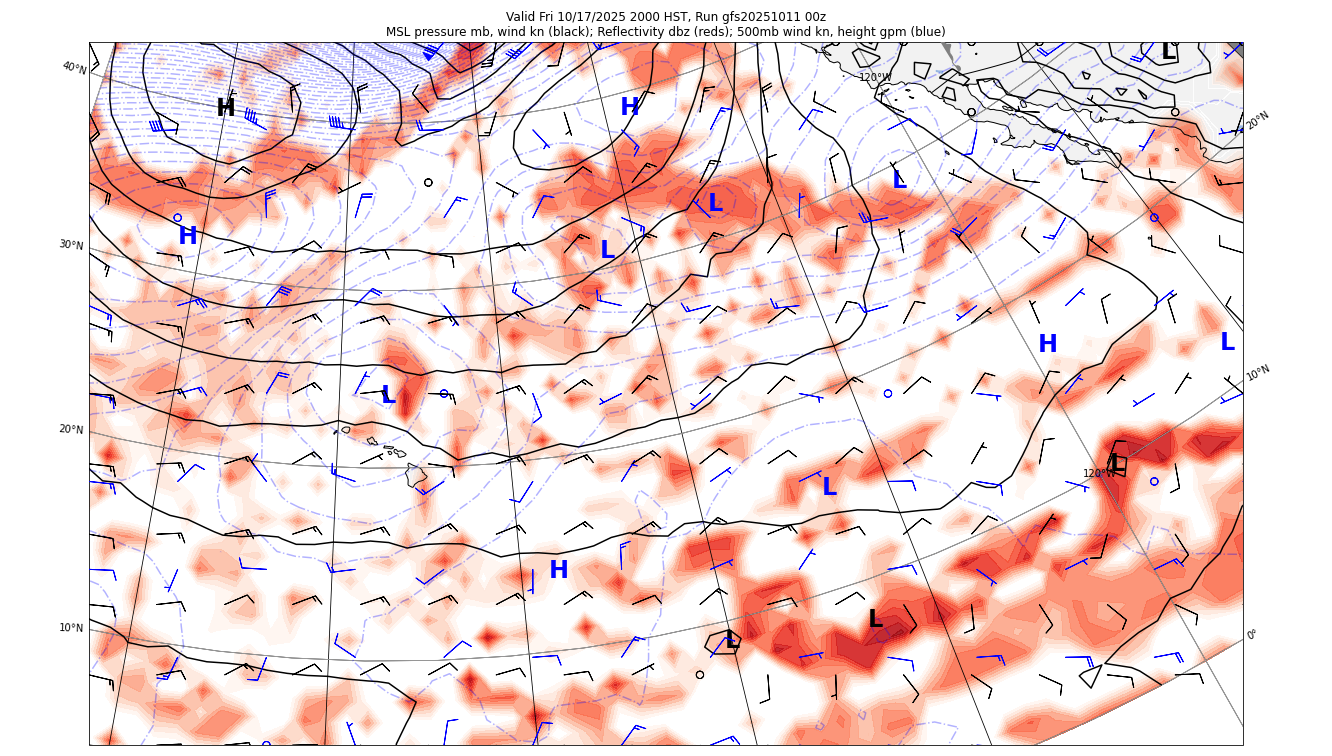 Valid Fri 10/17/2025 2000 HST, Run gfs20251011 00z
MSL pressure mb, wind kn (black); Reflectivity dbz (reds); 500mb wind kn, height gpm (blue)
L
40°N
120°W
H
H
20°N
L
L
H
30°N
L
H
L
10°N
L
20°N
L
120°W
L
H
L
10°N
L
0°